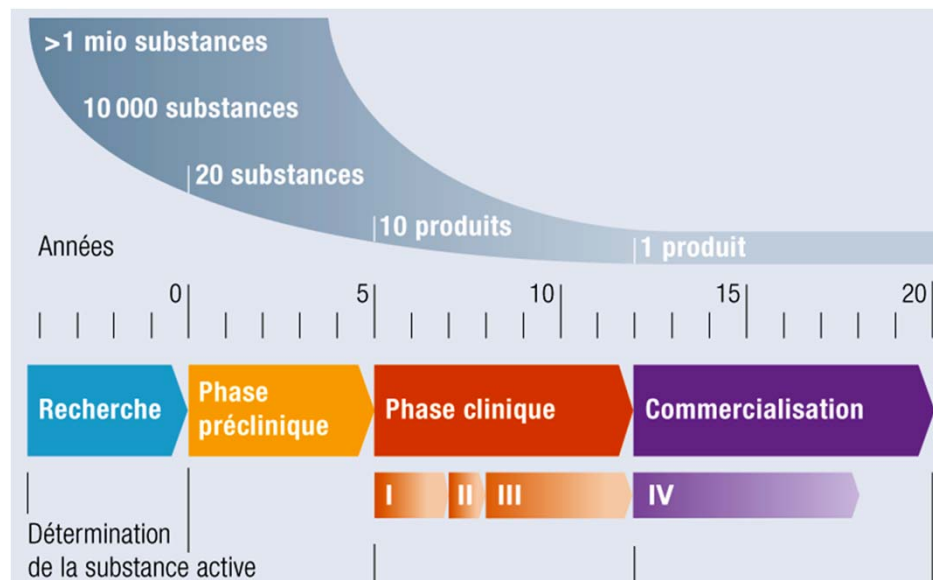 >1 mio substances
10 000 substances
20 substances
10 produits
1 produit
Années
0 5 10 15 20
Recherche
Phase
préclinique
Phase clinique
Commercialisation
I II III IV
Détermination
de la substance active